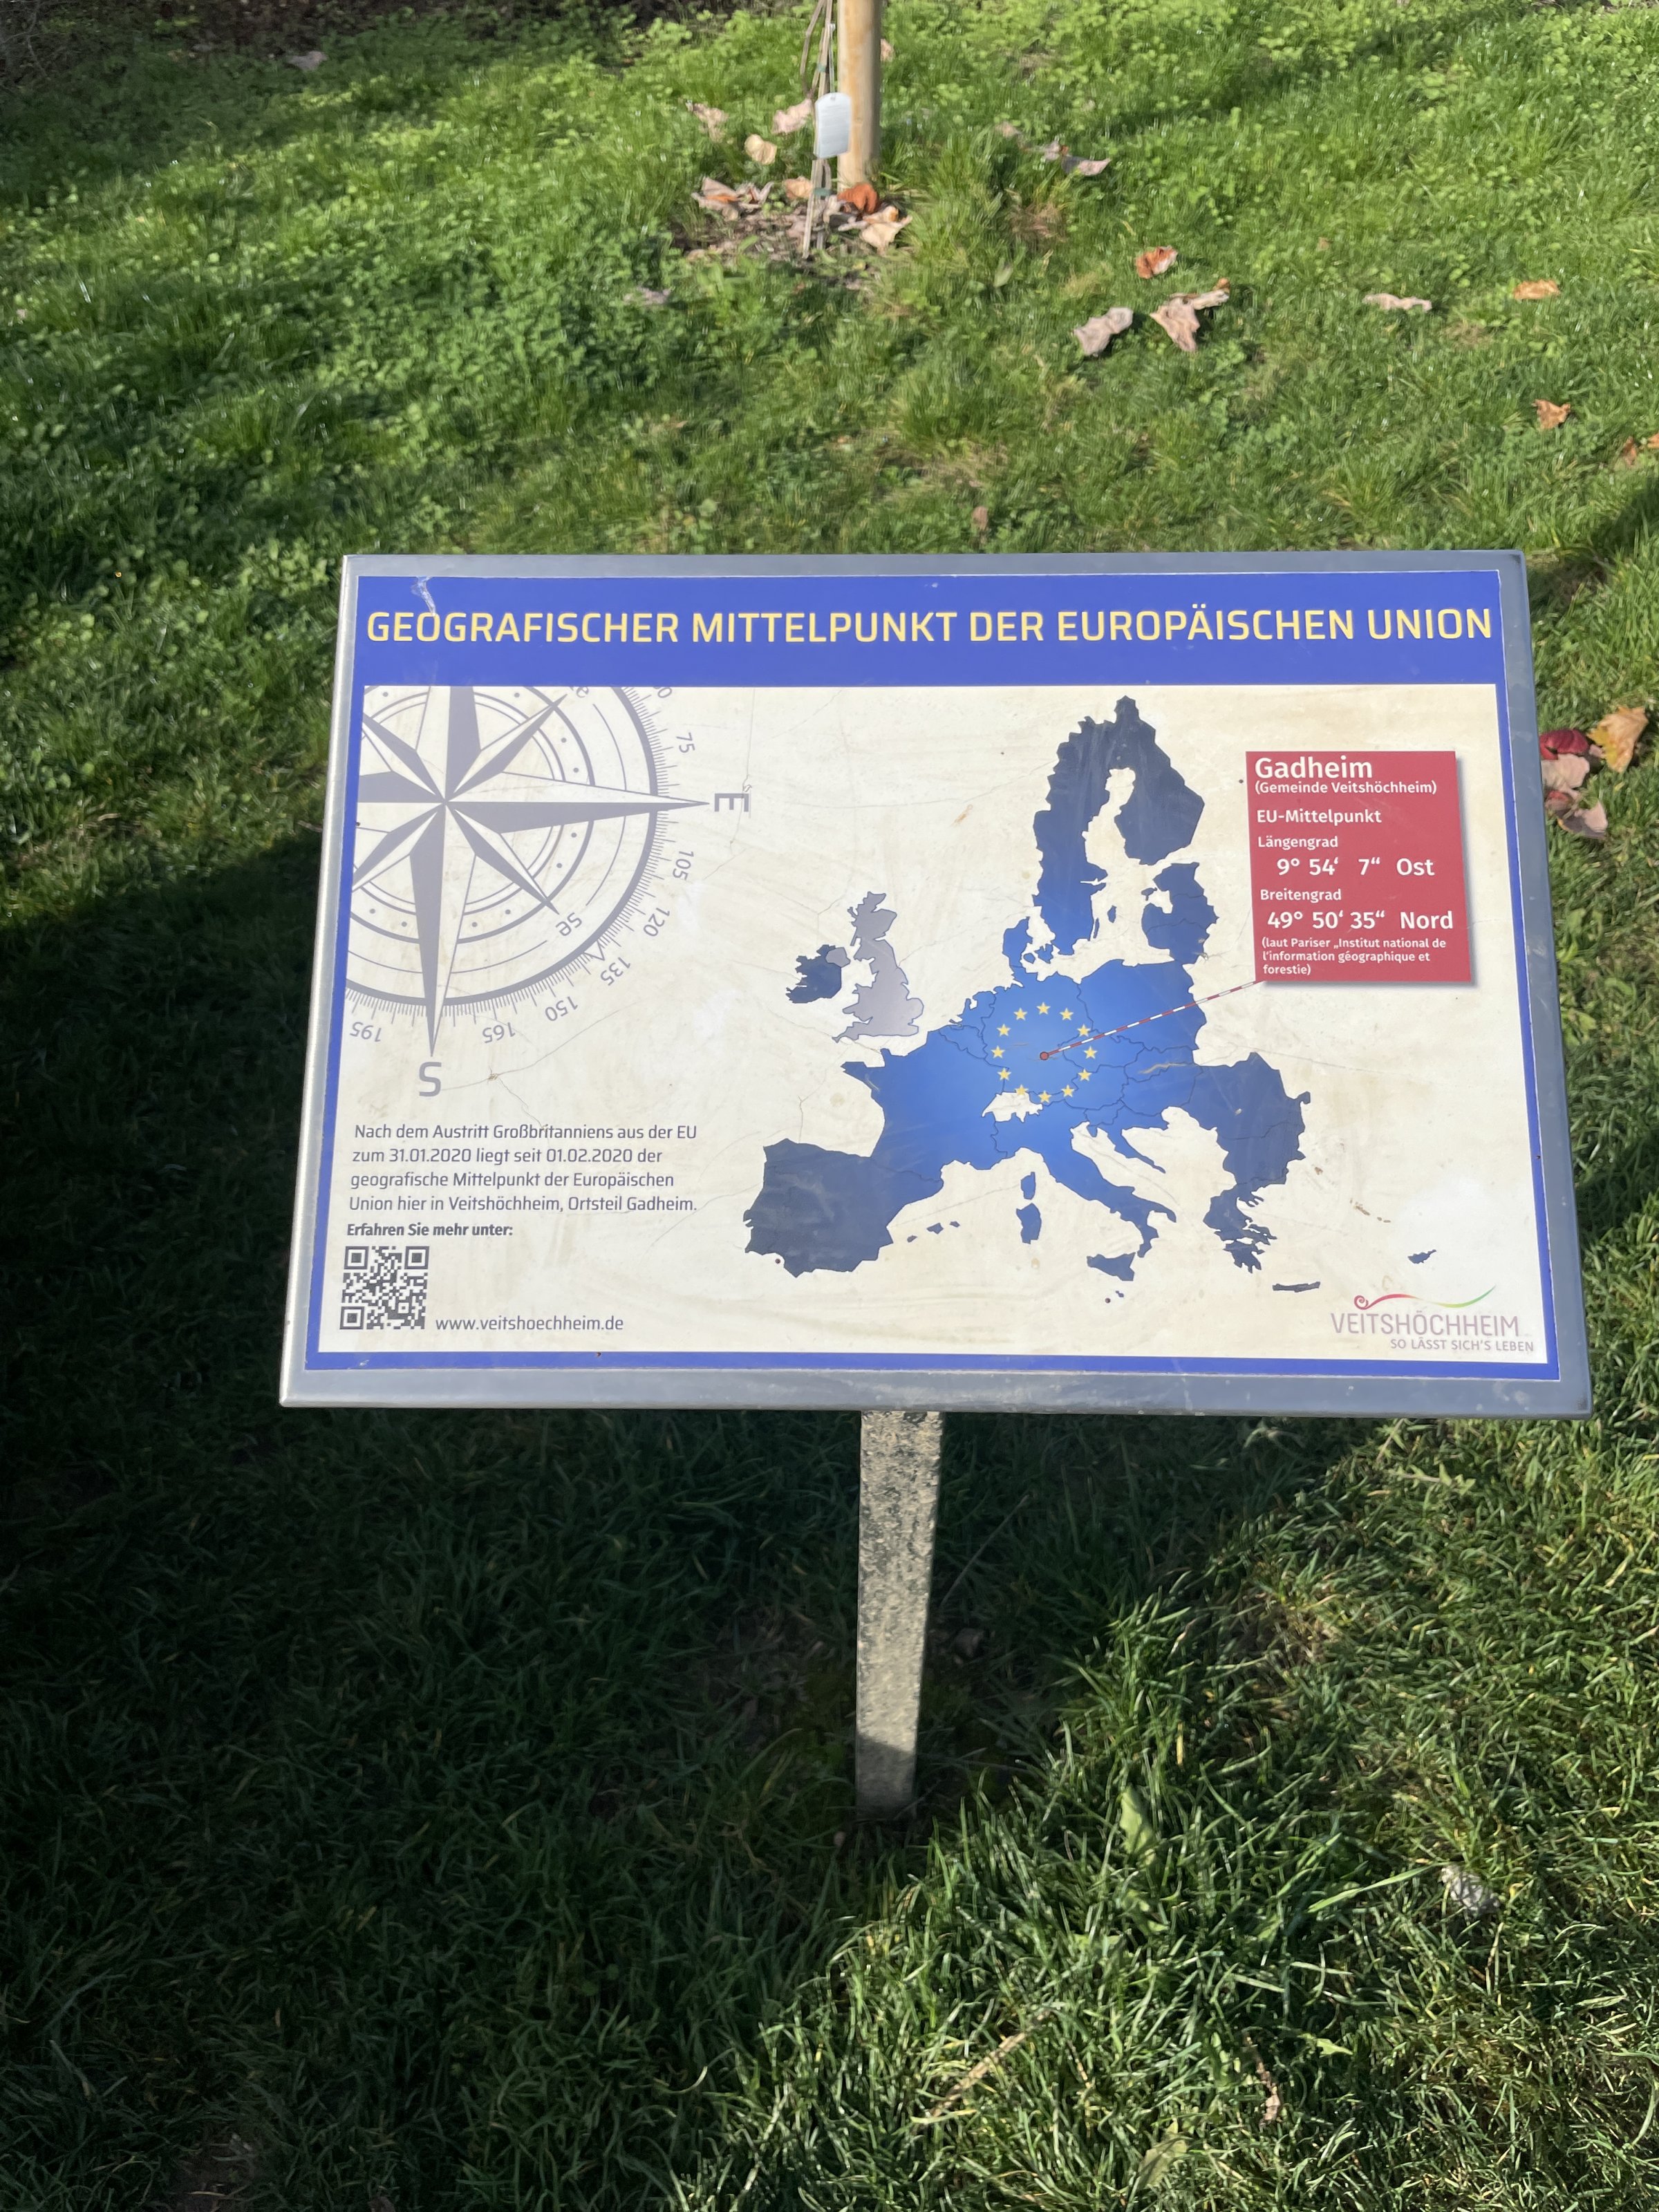 GEOGRAFISCHER MITTELPUNKT DER EUROPÄISCHEN UNION
75
E
105
120
se
135
150
165
195
S
Gadheim
(Gemeinde Veitshöchheim)
EU-Mittelpunkt
Längengrad
9° 54‘ 7“ Ost
Breitengrad
49° 50‘ 35“ Nord
(laut Pariser „Institut national de
l‘information géographique et
forestie)
Nach dem Austritt Großbritanniens aus der EU
zum 31.01.2020 liegt seit 01.02.2020 der
geografische Mittelpunkt der Europäischen
Union hier in Veitshöchheim, Ortsteil Gadheim.
Erfahren Sie mehr unter:
www.veitshoechheim.de
VEITSHÖCHHEIM
SO LÄSST SICH'S LEBEN